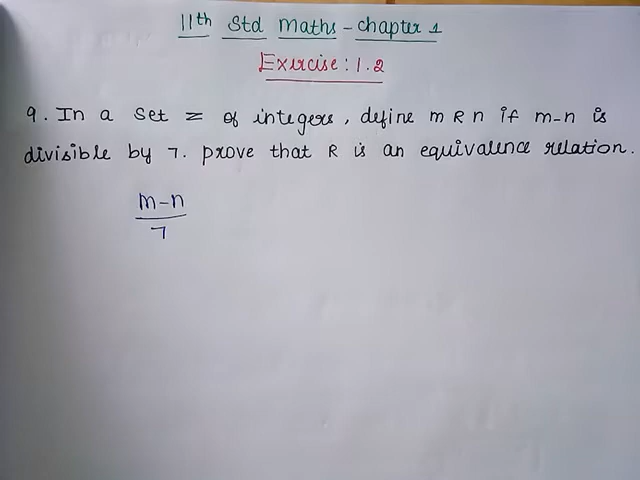 11th Std Maths - chapter 1
Exercise : 1.2
9. In a set Z of integers, define m R n if m-n is
divisible by 7. prove that R is an equivalence relation.
m-n
7